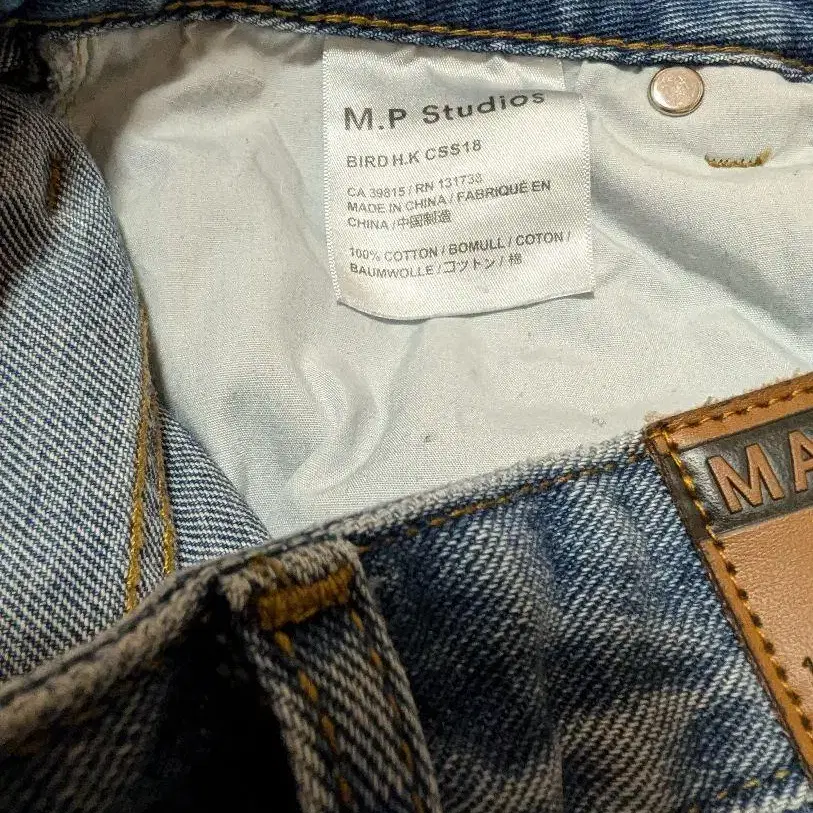 M.P Studios
BIRD H.K CSS18
CA 39815 / RN 131738
MADE IN CHINA / FABRIQUÉ EN
CHINA / 中国制造
100% COTTON / BOMULL / COTON /
BAUMWOLLE / コットン / 棉
MA